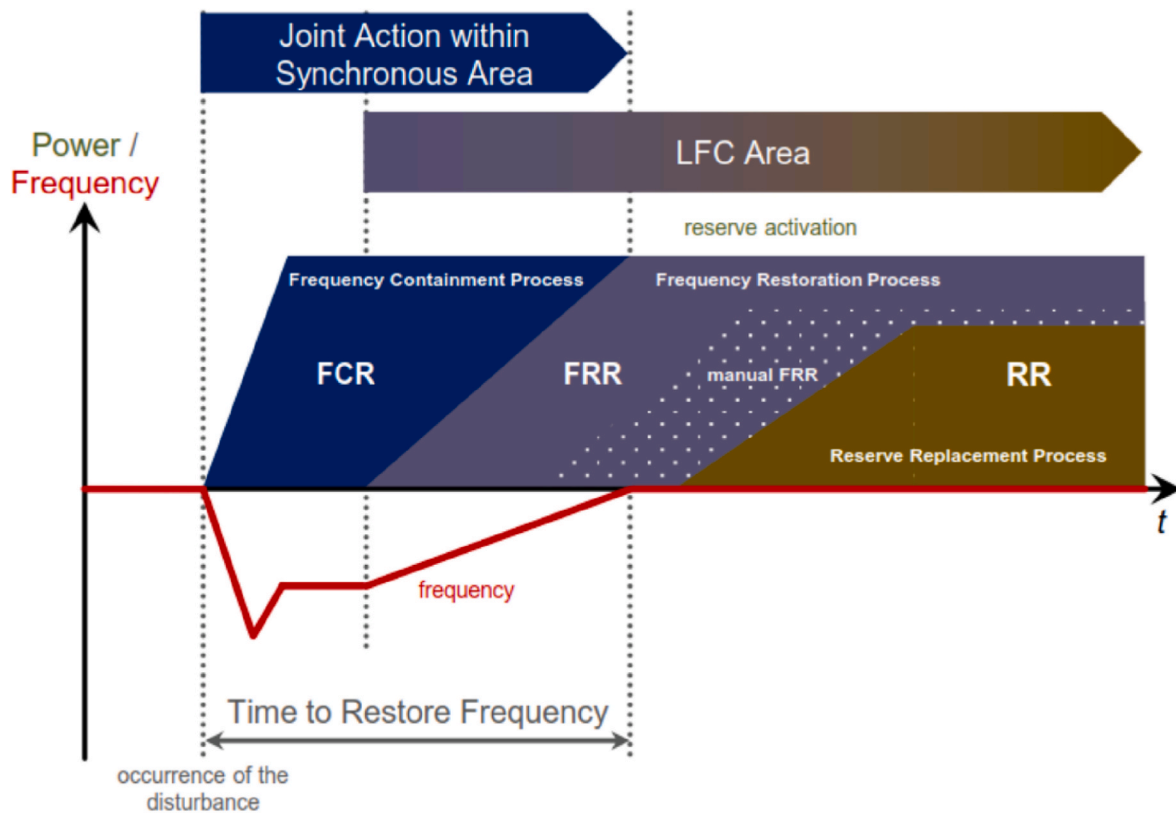 Joint Action within
Synchronous Area
LFC Area
Power /
Frequency
reserve activation
Frequency Containment Process
Frequency Restoration Process
FCR
FRR
manual FRR
RR
Reserve Replacement Process
t
frequency
Time to Restore Frequency
occurrence of the
disturbance